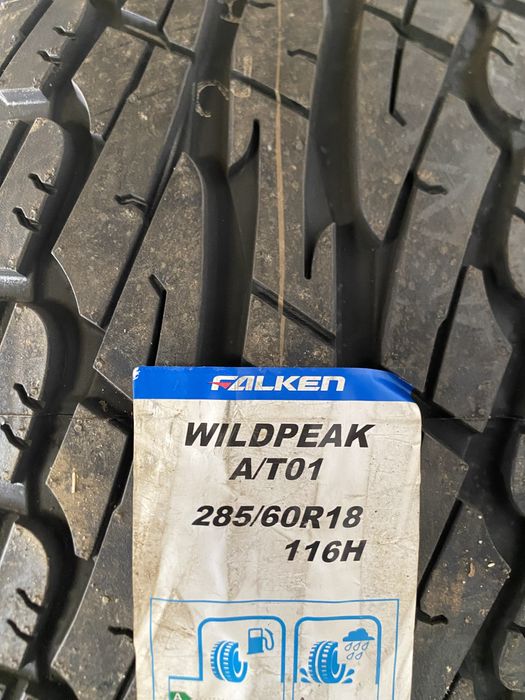 FALKEN
WILDPEAK
A/T01
285/60R18
116H
A